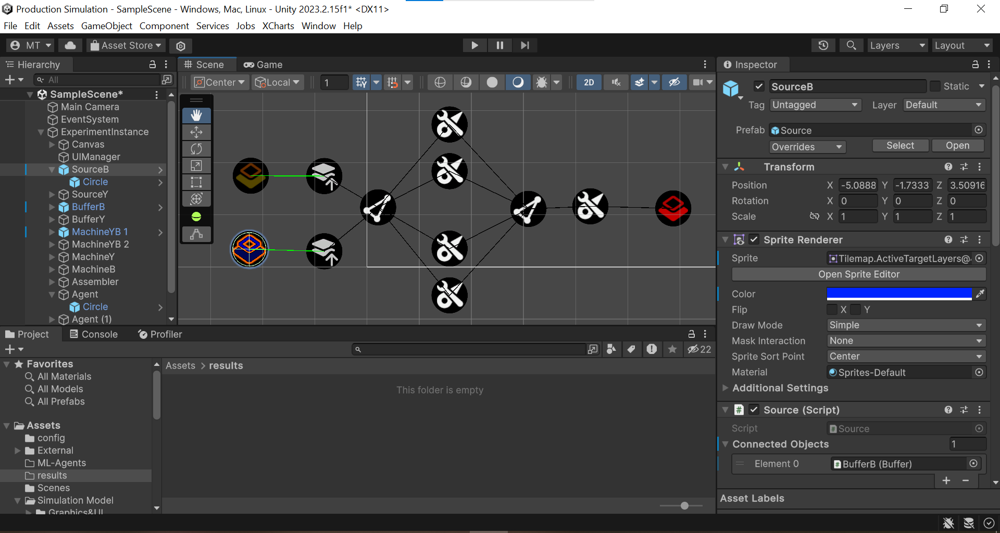 Production Simulation - SampleScene - Windows, Mac, Linux - Unity 2023.2.15f1* <DX11>
File Edit Assets GameObject Component Services Jobs XCharts Window Help
MT Asset Store Layers Layout
Hierarchy
All
SampleScene*
Main Camera
EventSystem
ExperimentInstance
Canvas
UIManager
SourceB
Circle
SourceY
BufferB
BufferY
MachineYB 1
MachineYB 2
MachineY
MachineB
Assembler
Agent
Circle
Agent (1)
Scene Game
Center Local 1 2D
Inspector
SourceB Static
Tag Untagged Layer Default
Prefab Source
Overrides Select Open
Transform
Position X -5.0888 Y -1.7333 Z 3.50916
Rotation X 0 Y 0 Z 0
Scale X 1 Y 1 Z 1
Sprite Renderer
Sprite Tilemap.ActiveTargetLayers@
Open Sprite Editor
Color
Flip X Y
Draw Mode Simple
Mask Interaction None
Sprite Sort Point Center
Material Sprites-Default
Additional Settings
Source (Script)
Script Source
Connected Objects 1
Element 0 BufferB (Buffer)
+ −
Asset Labels
Project Console Profiler
22
Favorites
All Materials
All Models
All Prefabs
Assets
config
External
ML-Agents
results
Scenes
Simulation Model
Graphics&UI
Assets > results
This folder is empty